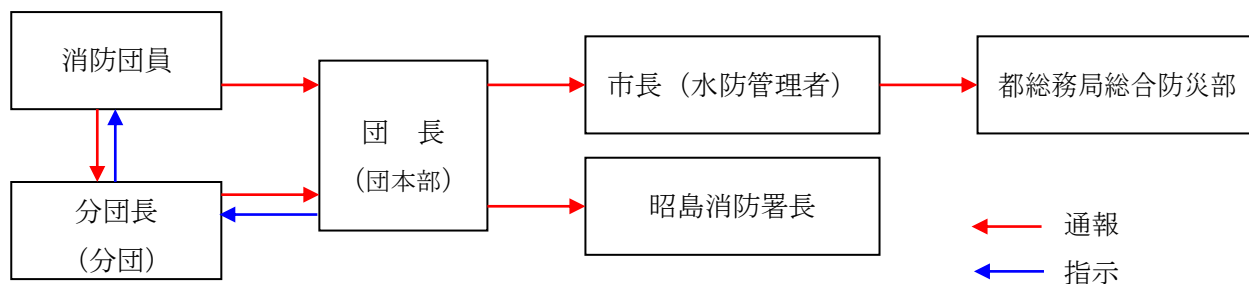 消防団員
分団長
（分団）
団　長
（団本部）
市長（水防管理者）
昭島消防署長
都総務局総合防災部
通報
指示